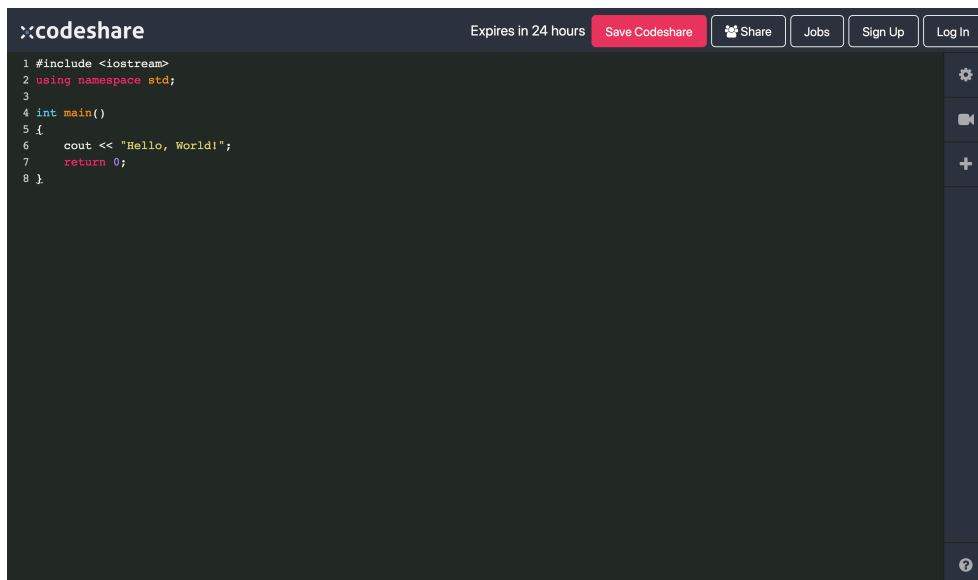 codeshare
Expires in 24 hours
Save Codeshare
Share
Jobs
Sign Up
Log In
1 #include <iostream>
2 using namespace std;
3
4 int main()
5 {
6     cout << "Hello, World!";
7     return 0;
8 }